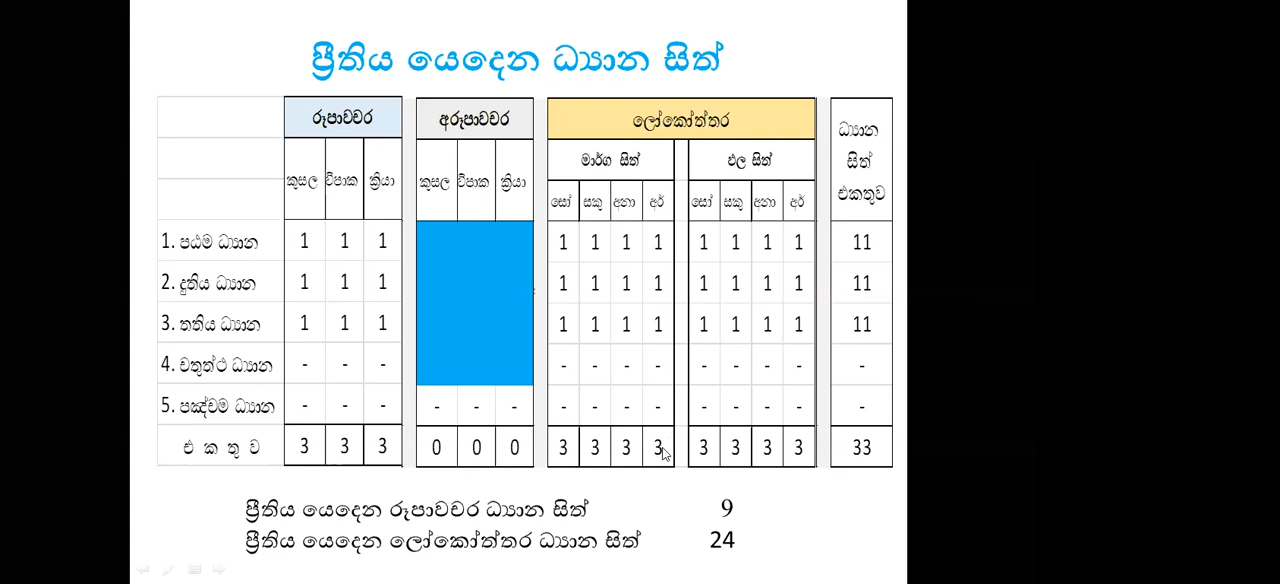 ප්‍රීතිය යෙදෙන ධ්‍යාන සිත්
රූපාවචර අරූපාවචර ලෝකෝත්තර ධ්‍යාන සිත් එකතුව
මාර්ග සිත් ඵල සිත්
කුසල විපාක ක්‍රියා කුසල විපාක ක්‍රියා
සෝ සකු අනා අර් සෝ සකු අනා අර්
1. පඨම ධ්‍යාන 1 1 1 1 1 1 1 1 1 1 1 11
2. දුතිය ධ්‍යාන 1 1 1 1 1 1 1 1 1 1 1 11
3. තතිය ධ්‍යාන 1 1 1 1 1 1 1 1 1 1 1 11
4. චතුත්ථ ධ්‍යාන - - - - - - - - - - - -
5. පඤ්චම ධ්‍යාන - - - - - - - - - - - - - - -
එ ක තු ව 3 3 3 0 0 0 3 3 3 3 3 3 3 3 33
ප්‍රීතිය යෙදෙන රූපාවචර ධ්‍යාන සිත් 9
ප්‍රීතිය යෙදෙන ලෝකෝත්තර ධ්‍යාන සිත් 24